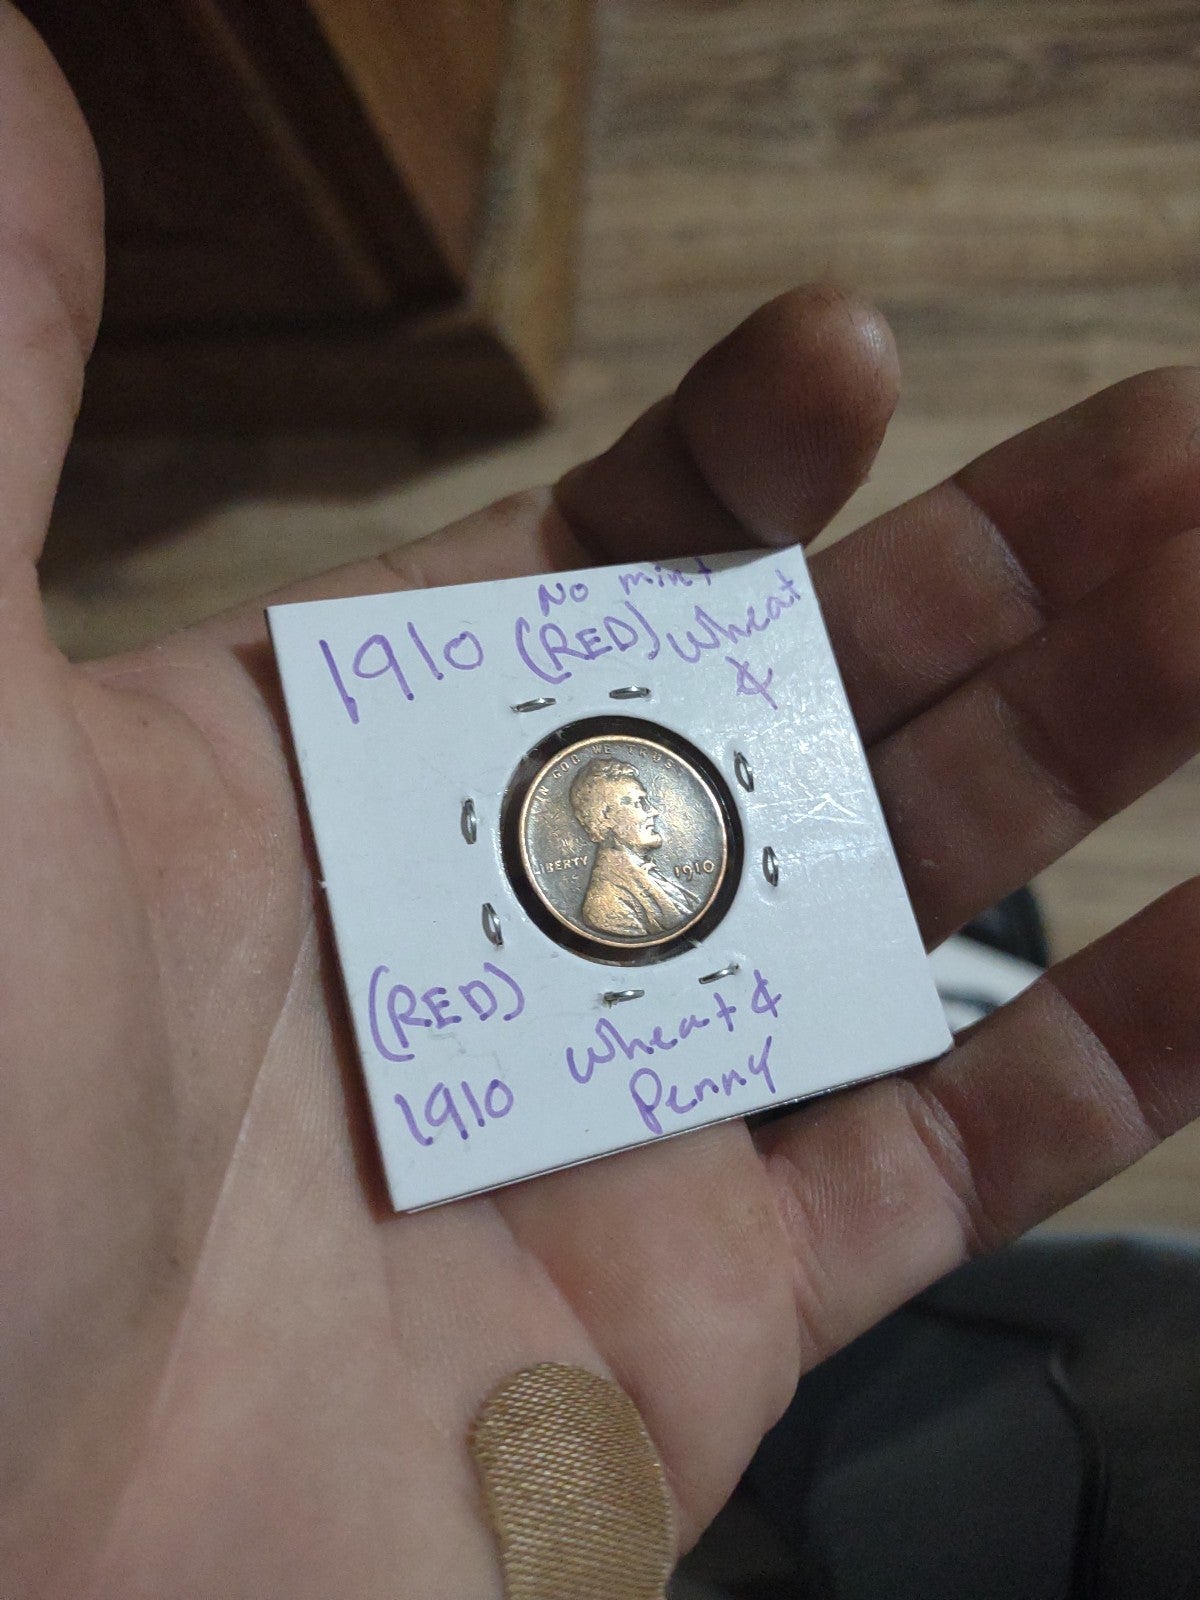 No mint
1910 (RED) wheat
¢
IN GOD WE TRUST
LIBERTY
1910
(RED) wheat ¢
1910 Penny